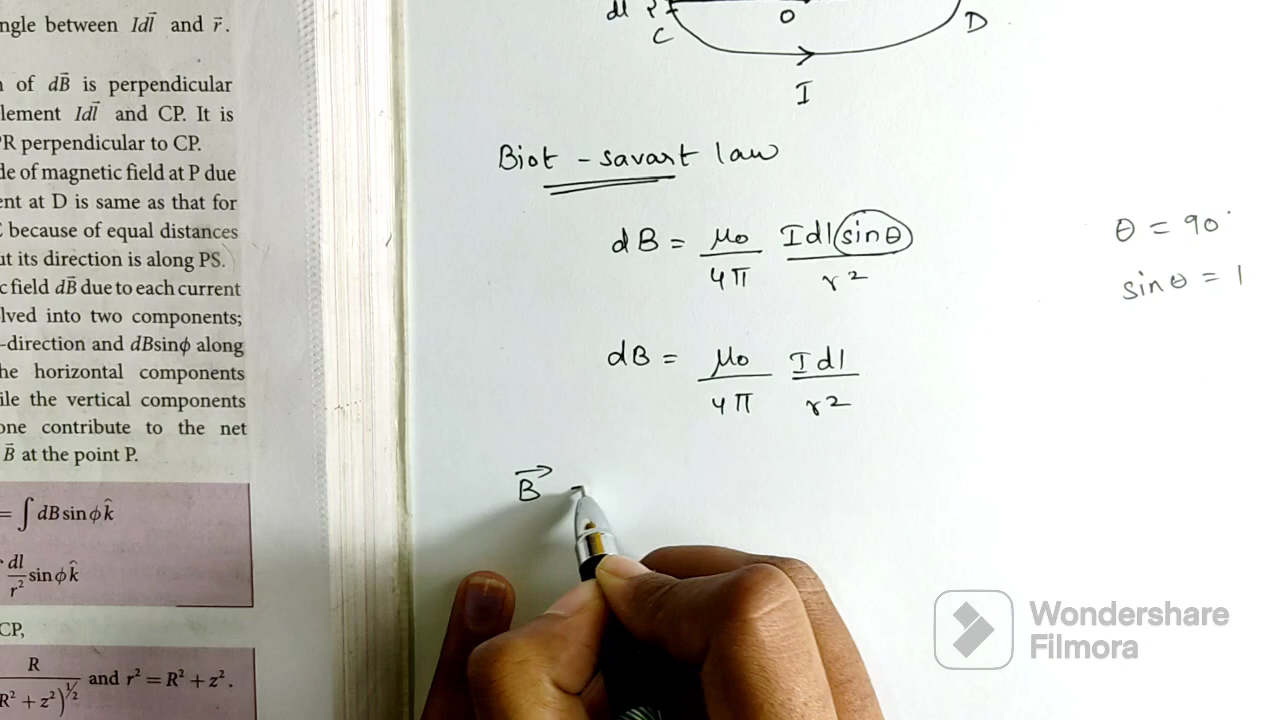 ngle between Idl⃗ and r⃗.
of dB⃗ is perpendicular
lement Idl⃗ and CP. It is
PR perpendicular to CP.
de of magnetic field at P due
ent at D is same as that for
C because of equal distances
ut its direction is along PS.
c field dB⃗ due to each current
lved into two components;
-direction and dBsinϕ along
he horizontal components
ile the vertical components
one contribute to the net
B⃗ at the point P.
= ∫ dB sin ϕ k̂
dl/r² sin ϕ k̂
CP,
R/(R² + z²)^½ and r² = R² + z².
dl
C O D
I
Biot - savart law
dB = μ₀/4π Idl sinθ/r²
θ = 90°
sinθ = 1
dB = μ₀/4π Idl/r²
B⃗
Wondershare
Filmora